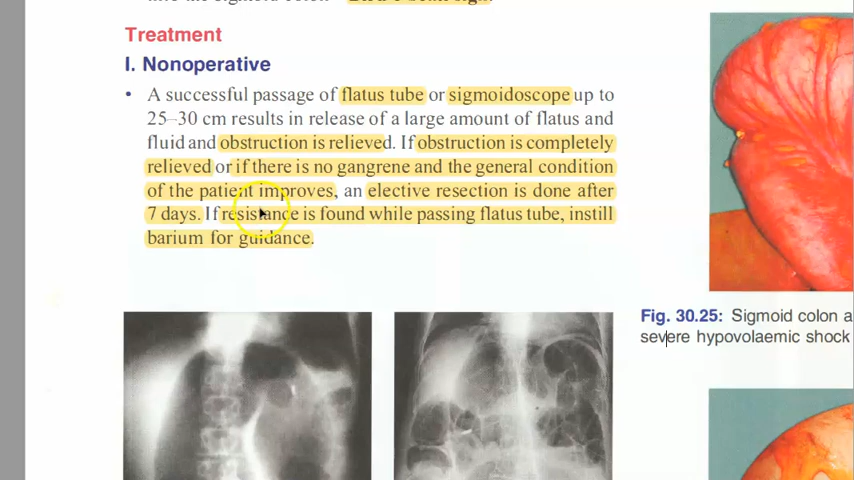 Treatment
I. Nonoperative
• A successful passage of flatus tube or sigmoidoscope up to
25–30 cm results in release of a large amount of flatus and
fluid and obstruction is relieved. If obstruction is completely
relieved or if there is no gangrene and the general condition
of the patient improves, an elective resection is done after
7 days. If resistance is found while passing flatus tube, instill
barium for guidance.
Fig. 30.25: Sigmoid colon a
severe hypovolaemic shock